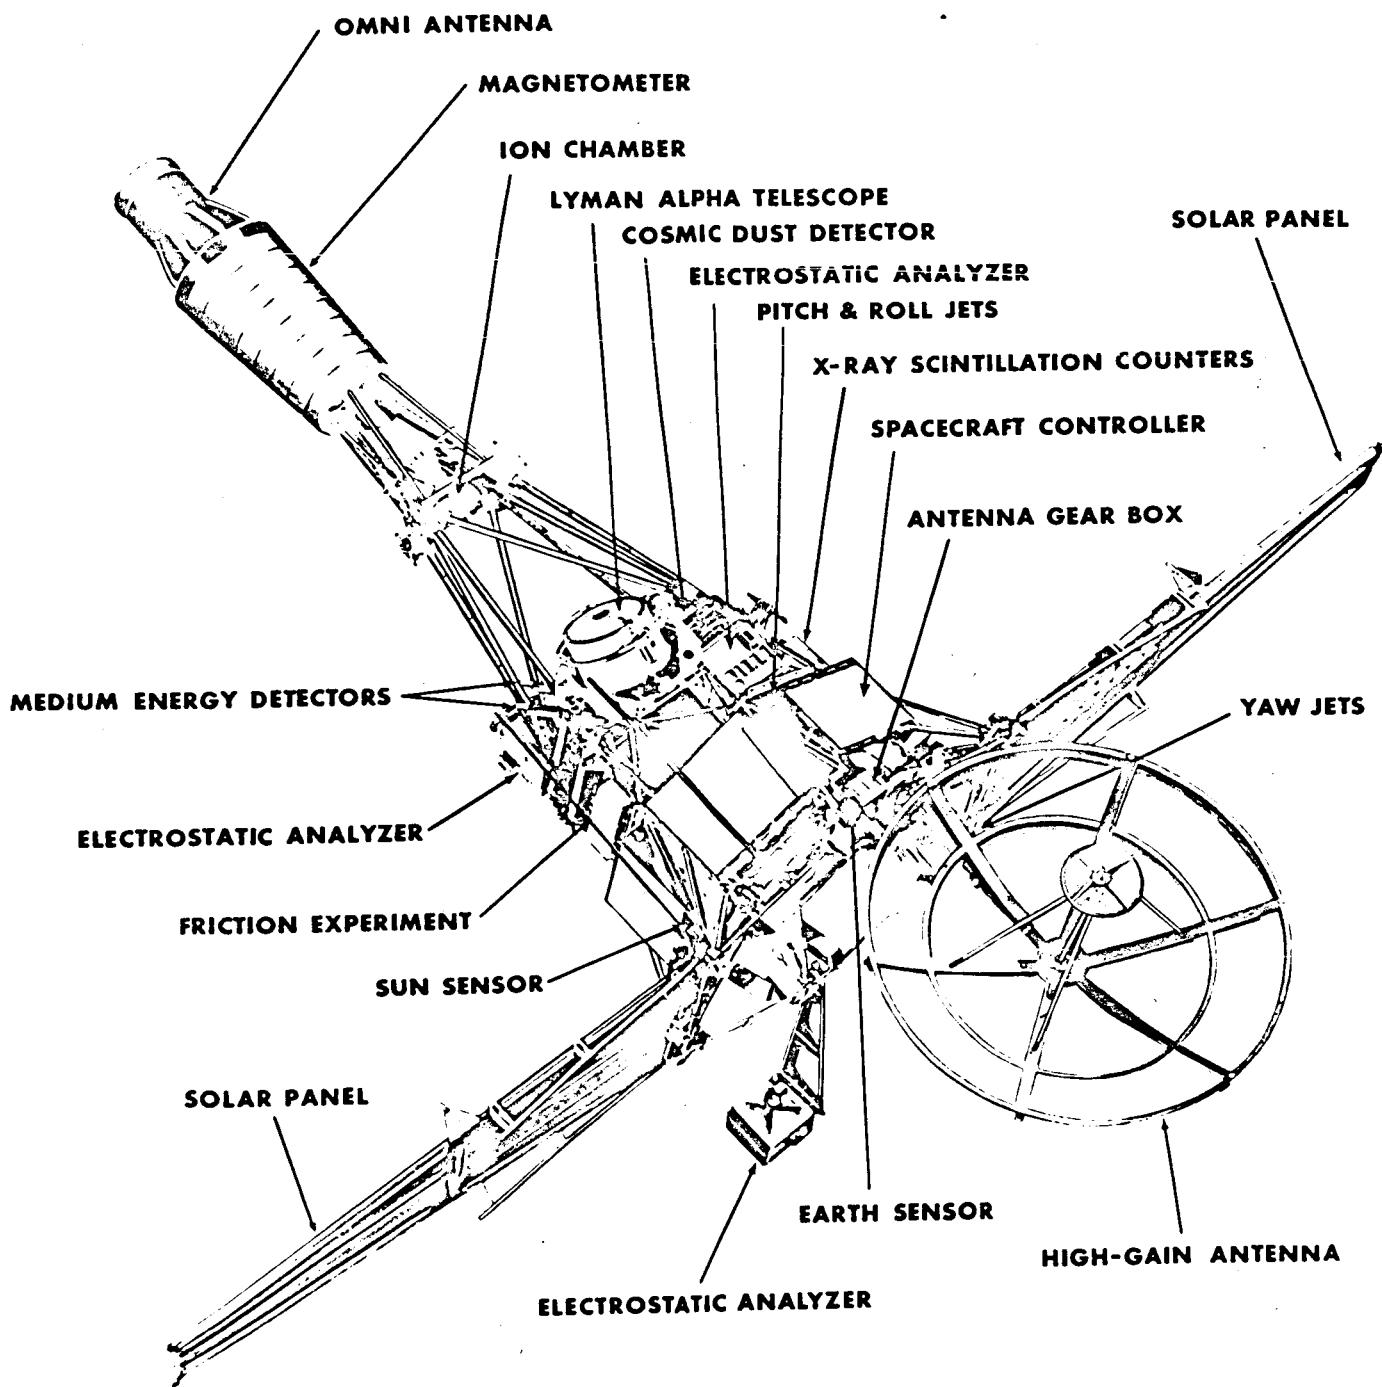 OMNI ANTENNA
MAGNETOMETER
ION CHAMBER
LYMAN ALPHA TELESCOPE
COSMIC DUST DETECTOR
SOLAR PANEL
ELECTROSTATIC ANALYZER
PITCH & ROLL JETS
X-RAY SCINTILLATION COUNTERS
SPACECRAFT CONTROLLER
ANTENNA GEAR BOX
MEDIUM ENERGY DETECTORS
YAW JETS
ELECTROSTATIC ANALYZER
FRICTION EXPERIMENT
SUN SENSOR
SOLAR PANEL
EARTH SENSOR
HIGH-GAIN ANTENNA
ELECTROSTATIC ANALYZER